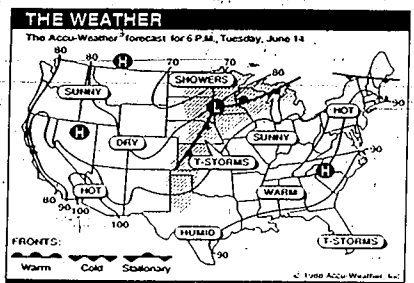 THE WEATHER
The Accu-Weather® forecast for 6 P.M., Tuesday, June 14
80 80 H 70 70 80
SHOWERS
SUNNY
L
HOT
H
DRY
SUNNY
90
T-STORMS
H
HOT
WARM
80 90 100
100
HUMID
T-STORMS
90
FRONTS:
Warm Cold Stationary
© 1988 Accu-Weather, Inc.